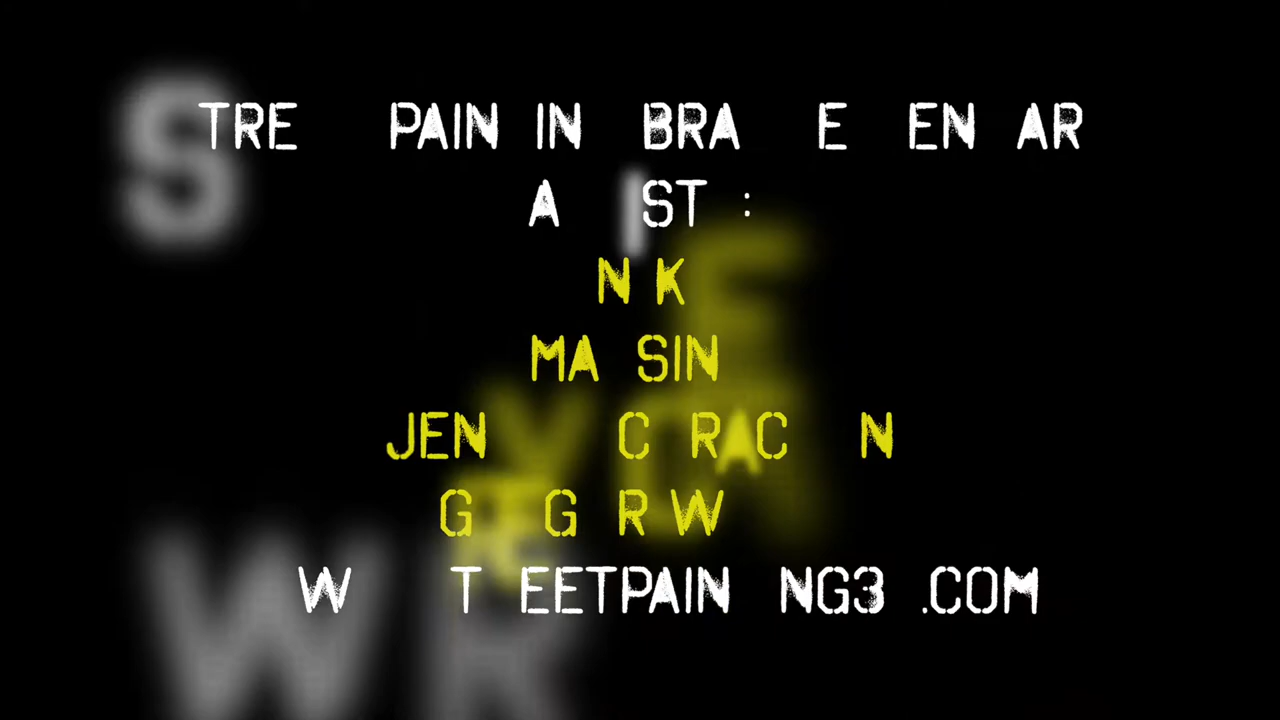 TRE PAIN IN BRA E EN AR
A ST :
N K
MA SIN
JEN C RAC N
G G R W
W T EETPAIN NG3 .COM